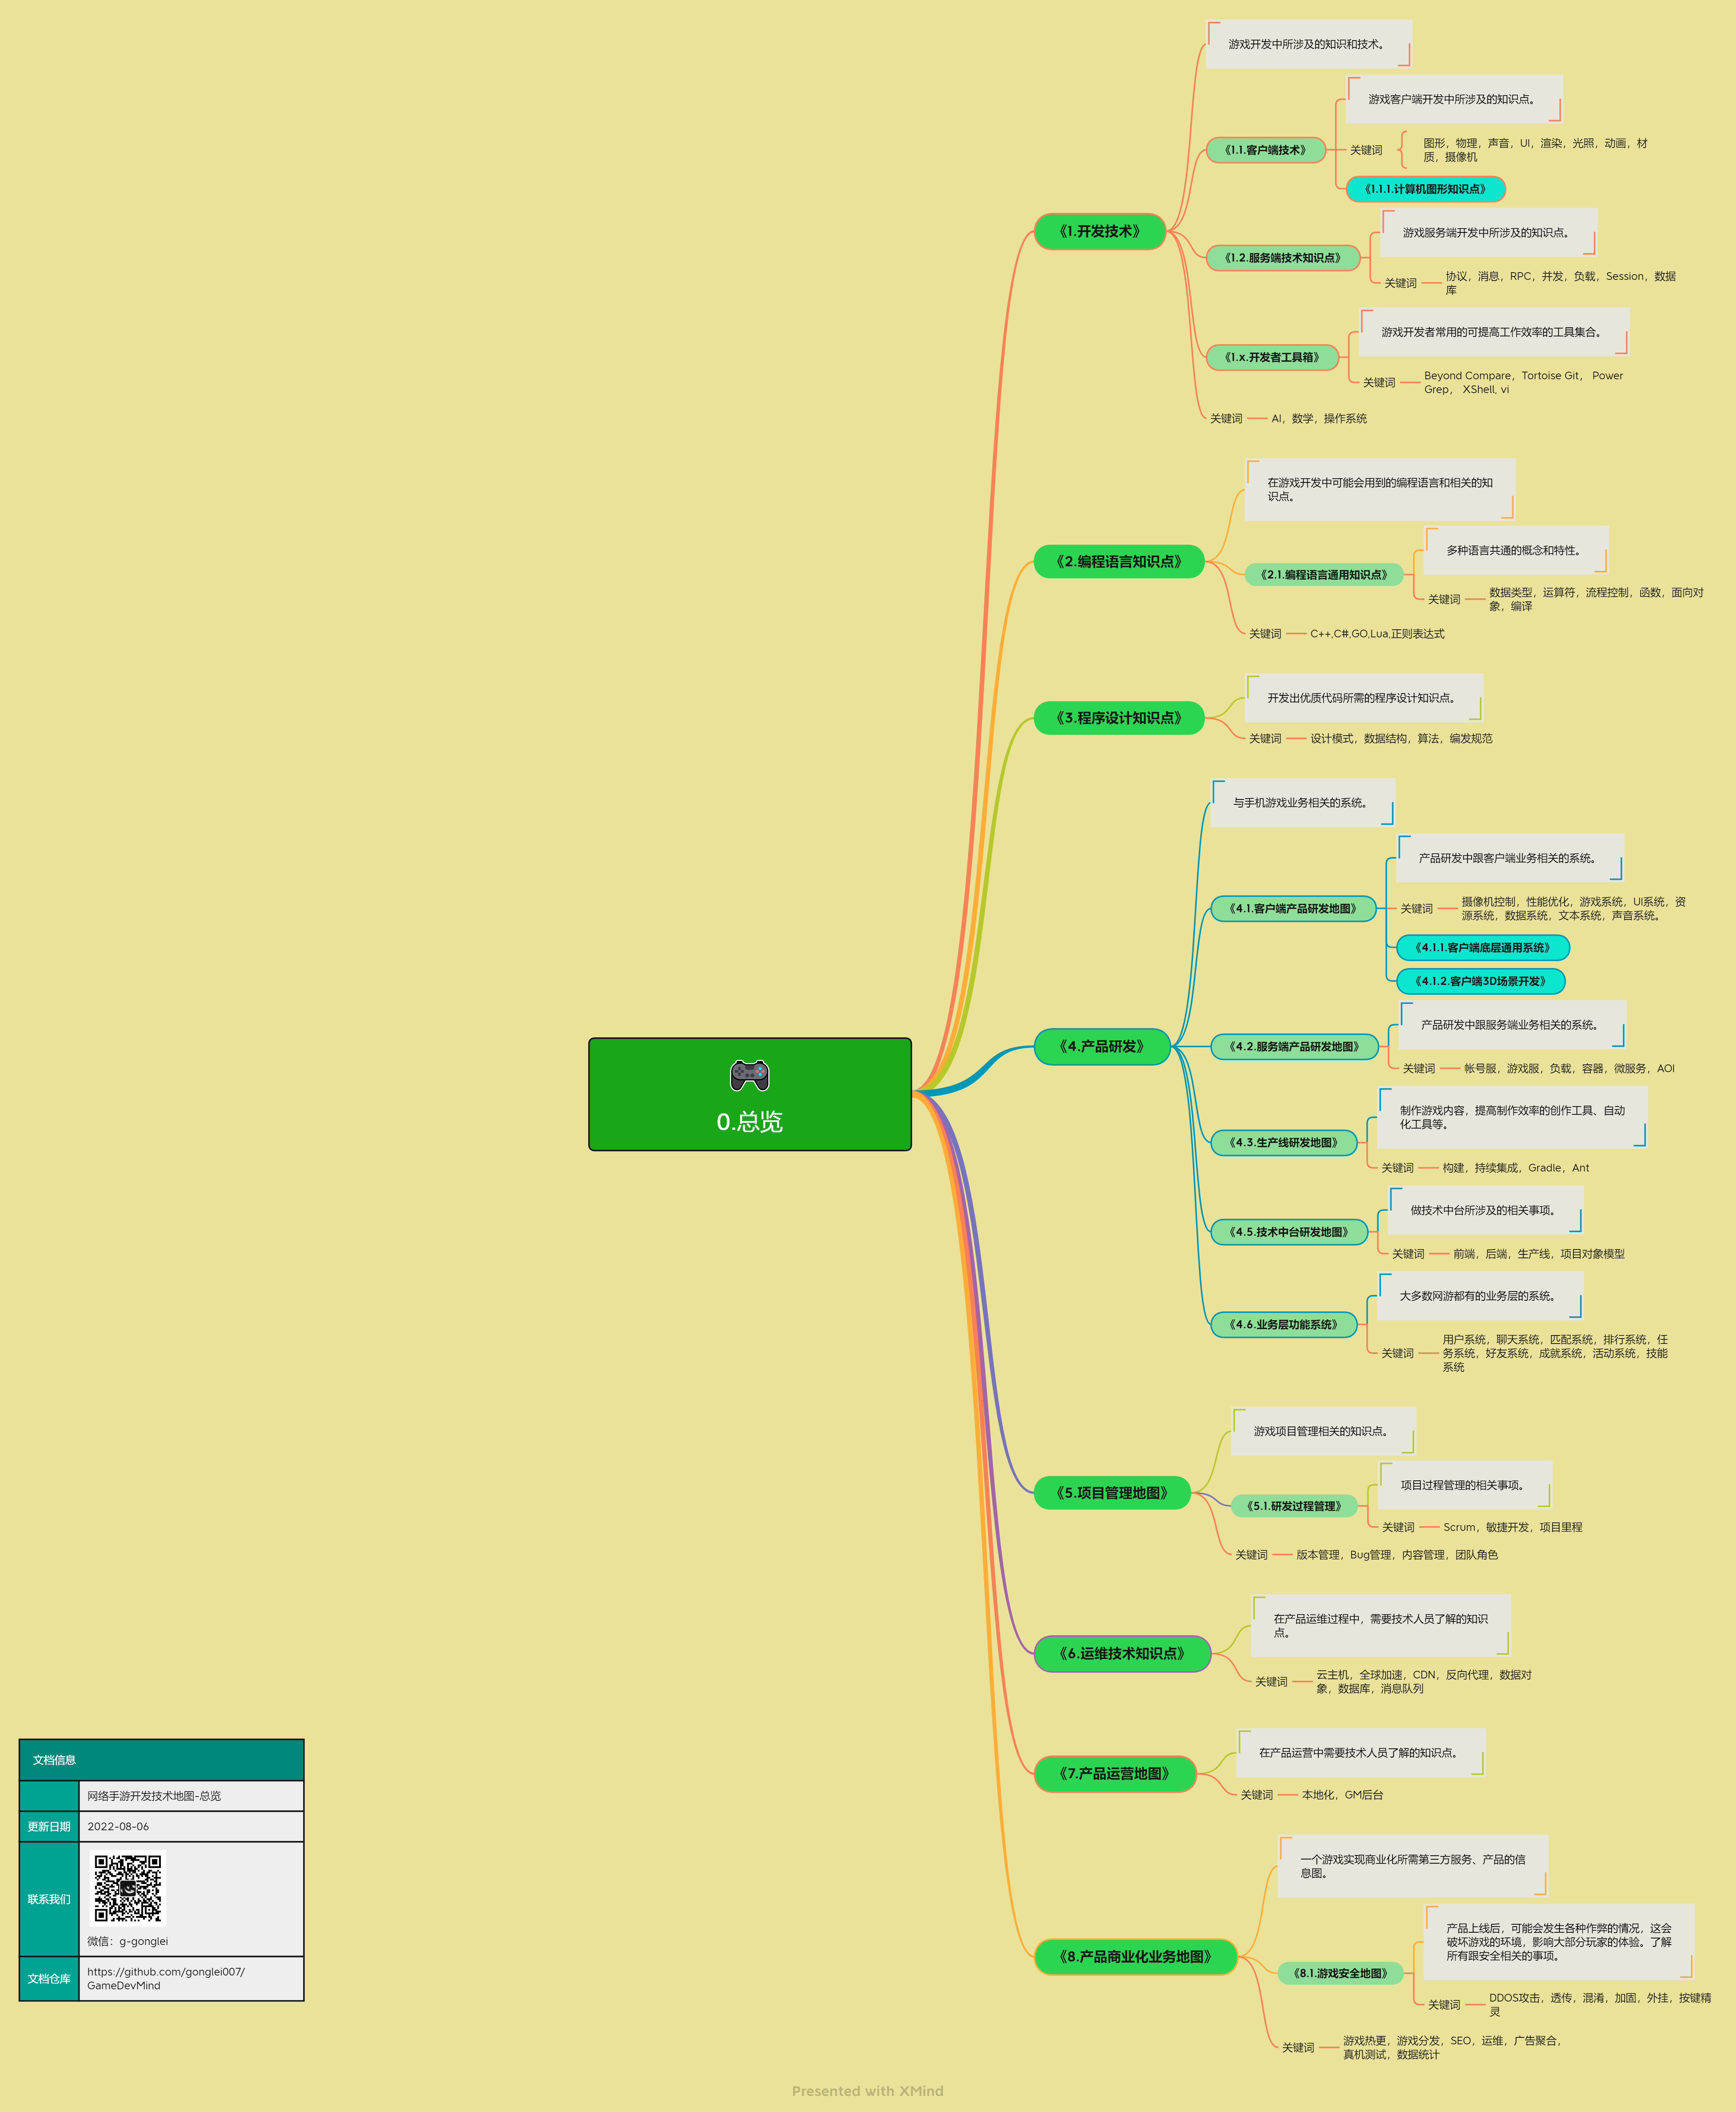 游戏开发中所涉及的知识和技术。
游戏客户端开发中所涉及的知识点。
《1.1.客户端技术》
关键词
图形，物理，声音，UI，渲染，光照，动画，材
质，摄像机
《1.1.1.计算机图形知识点》
《1.开发技术》
游戏服务端开发中所涉及的知识点。
《1.2.服务端技术知识点》
关键词
协议，消息，RPC，并发，负载，Session，数据
库
游戏开发者常用的可提高工作效率的工具集合。
《1.x.开发者工具箱》
关键词
Beyond Compare，Tortoise Git， Power
Grep， XShell, vi
关键词
AI，数学，操作系统
在游戏开发中可能会用到的编程语言和相关的知
识点。
《2.编程语言知识点》
多种语言共通的概念和特性。
《2.1.编程语言通用知识点》
关键词
数据类型，运算符，流程控制，函数，面向对
象，编译
关键词
C++,C#,GO,Lua,正则表达式
开发出优质代码所需的程序设计知识点。
《3.程序设计知识点》
关键词
设计模式，数据结构，算法，编发规范
与手机游戏业务相关的系统。
产品研发中跟客户端业务相关的系统。
《4.1.客户端产品研发地图》
关键词
摄像机控制，性能优化，游戏系统，UI系统，资
源系统，数据系统，文本系统，声音系统。
《4.1.1.客户端底层通用系统》
《4.1.2.客户端3D场景开发》
《4.产品研发》
产品研发中跟服务端业务相关的系统。
《4.2.服务端产品研发地图》
关键词
帐号服，游戏服，负载，容器，微服务，AOI
制作游戏内容，提高制作效率的创作工具、自动
化工具等。
《4.3.生产线研发地图》
关键词
构建，持续集成，Gradle，Ant
做技术中台所涉及的相关事项。
《4.5.技术中台研发地图》
关键词
前端，后端，生产线，项目对象模型
大多数网游都有的业务层的系统。
《4.6.业务层功能系统》
关键词
用户系统，聊天系统，匹配系统，排行系统，任
务系统，好友系统，成就系统，活动系统，技能
系统
0.总览
游戏项目管理相关的知识点。
《5.项目管理地图》
项目过程管理的相关事项。
《5.1.研发过程管理》
关键词
Scrum，敏捷开发，项目里程
关键词
版本管理，Bug管理，内容管理，团队角色
在产品运维过程中，需要技术人员了解的知识
点。
《6.运维技术知识点》
关键词
云主机，全球加速，CDN，反向代理，数据对
象，数据库，消息队列
在产品运营中需要技术人员了解的知识点。
《7.产品运营地图》
关键词
本地化，GM后台
一个游戏实现商业化所需第三方服务、产品的信
息图。
《8.产品商业化业务地图》
产品上线后，可能会发生各种作弊的情况，这会
破坏游戏的环境，影响大部分玩家的体验。了解
所有跟安全相关的事项。
《8.1.游戏安全地图》
关键词
DDOS攻击，透传，混淆，加固，外挂，按键精
灵
关键词
游戏热更，游戏分发，SEO，运维，广告聚合，
真机测试，数据统计
文档信息
网络手游开发技术地图-总览
更新日期
2022-08-06
联系我们
微信：g-gonglei
文档仓库
https://github.com/gonglei007/
GameDevMind
Presented with XMind